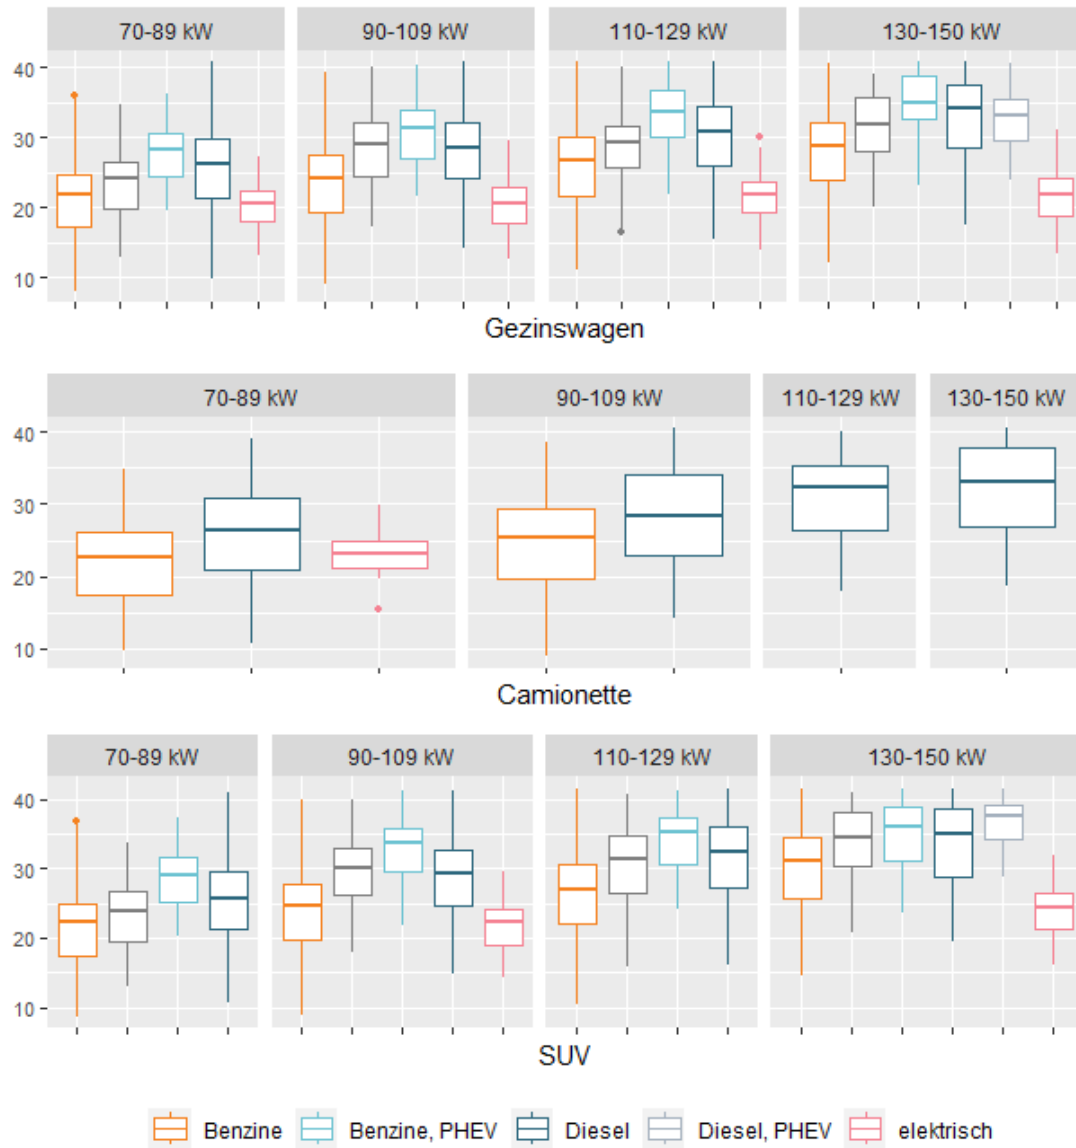 70-89 kW 90-109 kW 110-129 kW 130-150 kW
40
30
20
10
Gezinswagen
70-89 kW 90-109 kW 110-129 kW 130-150 kW
40
30
20
10
Camionette
70-89 kW 90-109 kW 110-129 kW 130-150 kW
40
30
20
10
SUV
Benzine Benzine, PHEV Diesel Diesel, PHEV elektrisch